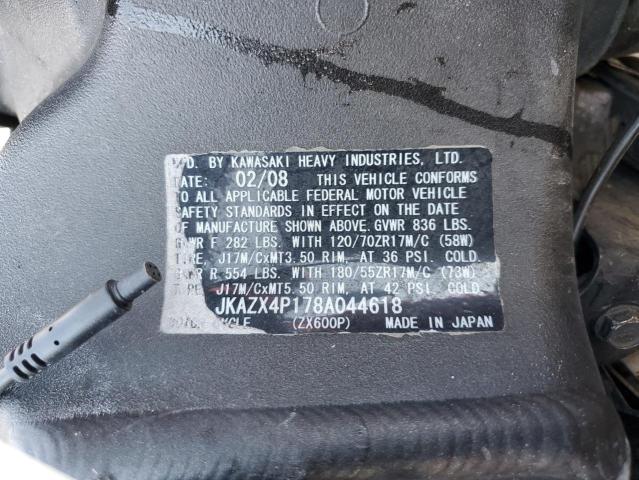 BY KAWASAKI HEAVY INDUSTRIES, LTD.
02/08 THIS VEHICLE CONFORMS
TO ALL APPLICABLE FEDERAL MOTOR VEHICLE
SAFETY STANDARDS IN EFFECT ON THE DATE
OF MANUFACTURE SHOWN ABOVE. GVWR 836 LBS.
F 282 LBS. WITH 120/70ZR17M/C (58W)
TIRE, J17M/CxMT3.50 RIM, AT 36 PSI. COLD.
R 554 LBS. WITH 180/55ZR17M/C (73W)
J17M/CxMT5.50 RIM, AT 42 PSI. COLD.
JKAZX4P178A044618
(ZX600P) MADE IN JAPAN